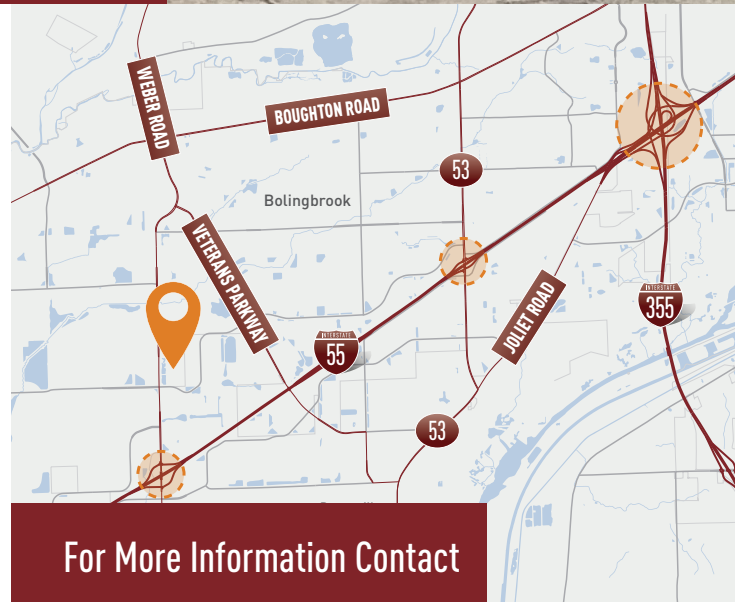 WEBER ROAD
BOUGHTON ROAD
53
Bolingbrook
VETERANS PARKWAY
INTERSTATE
355
JOLIET ROAD
INTERSTATE
55
53
For More Information Contact